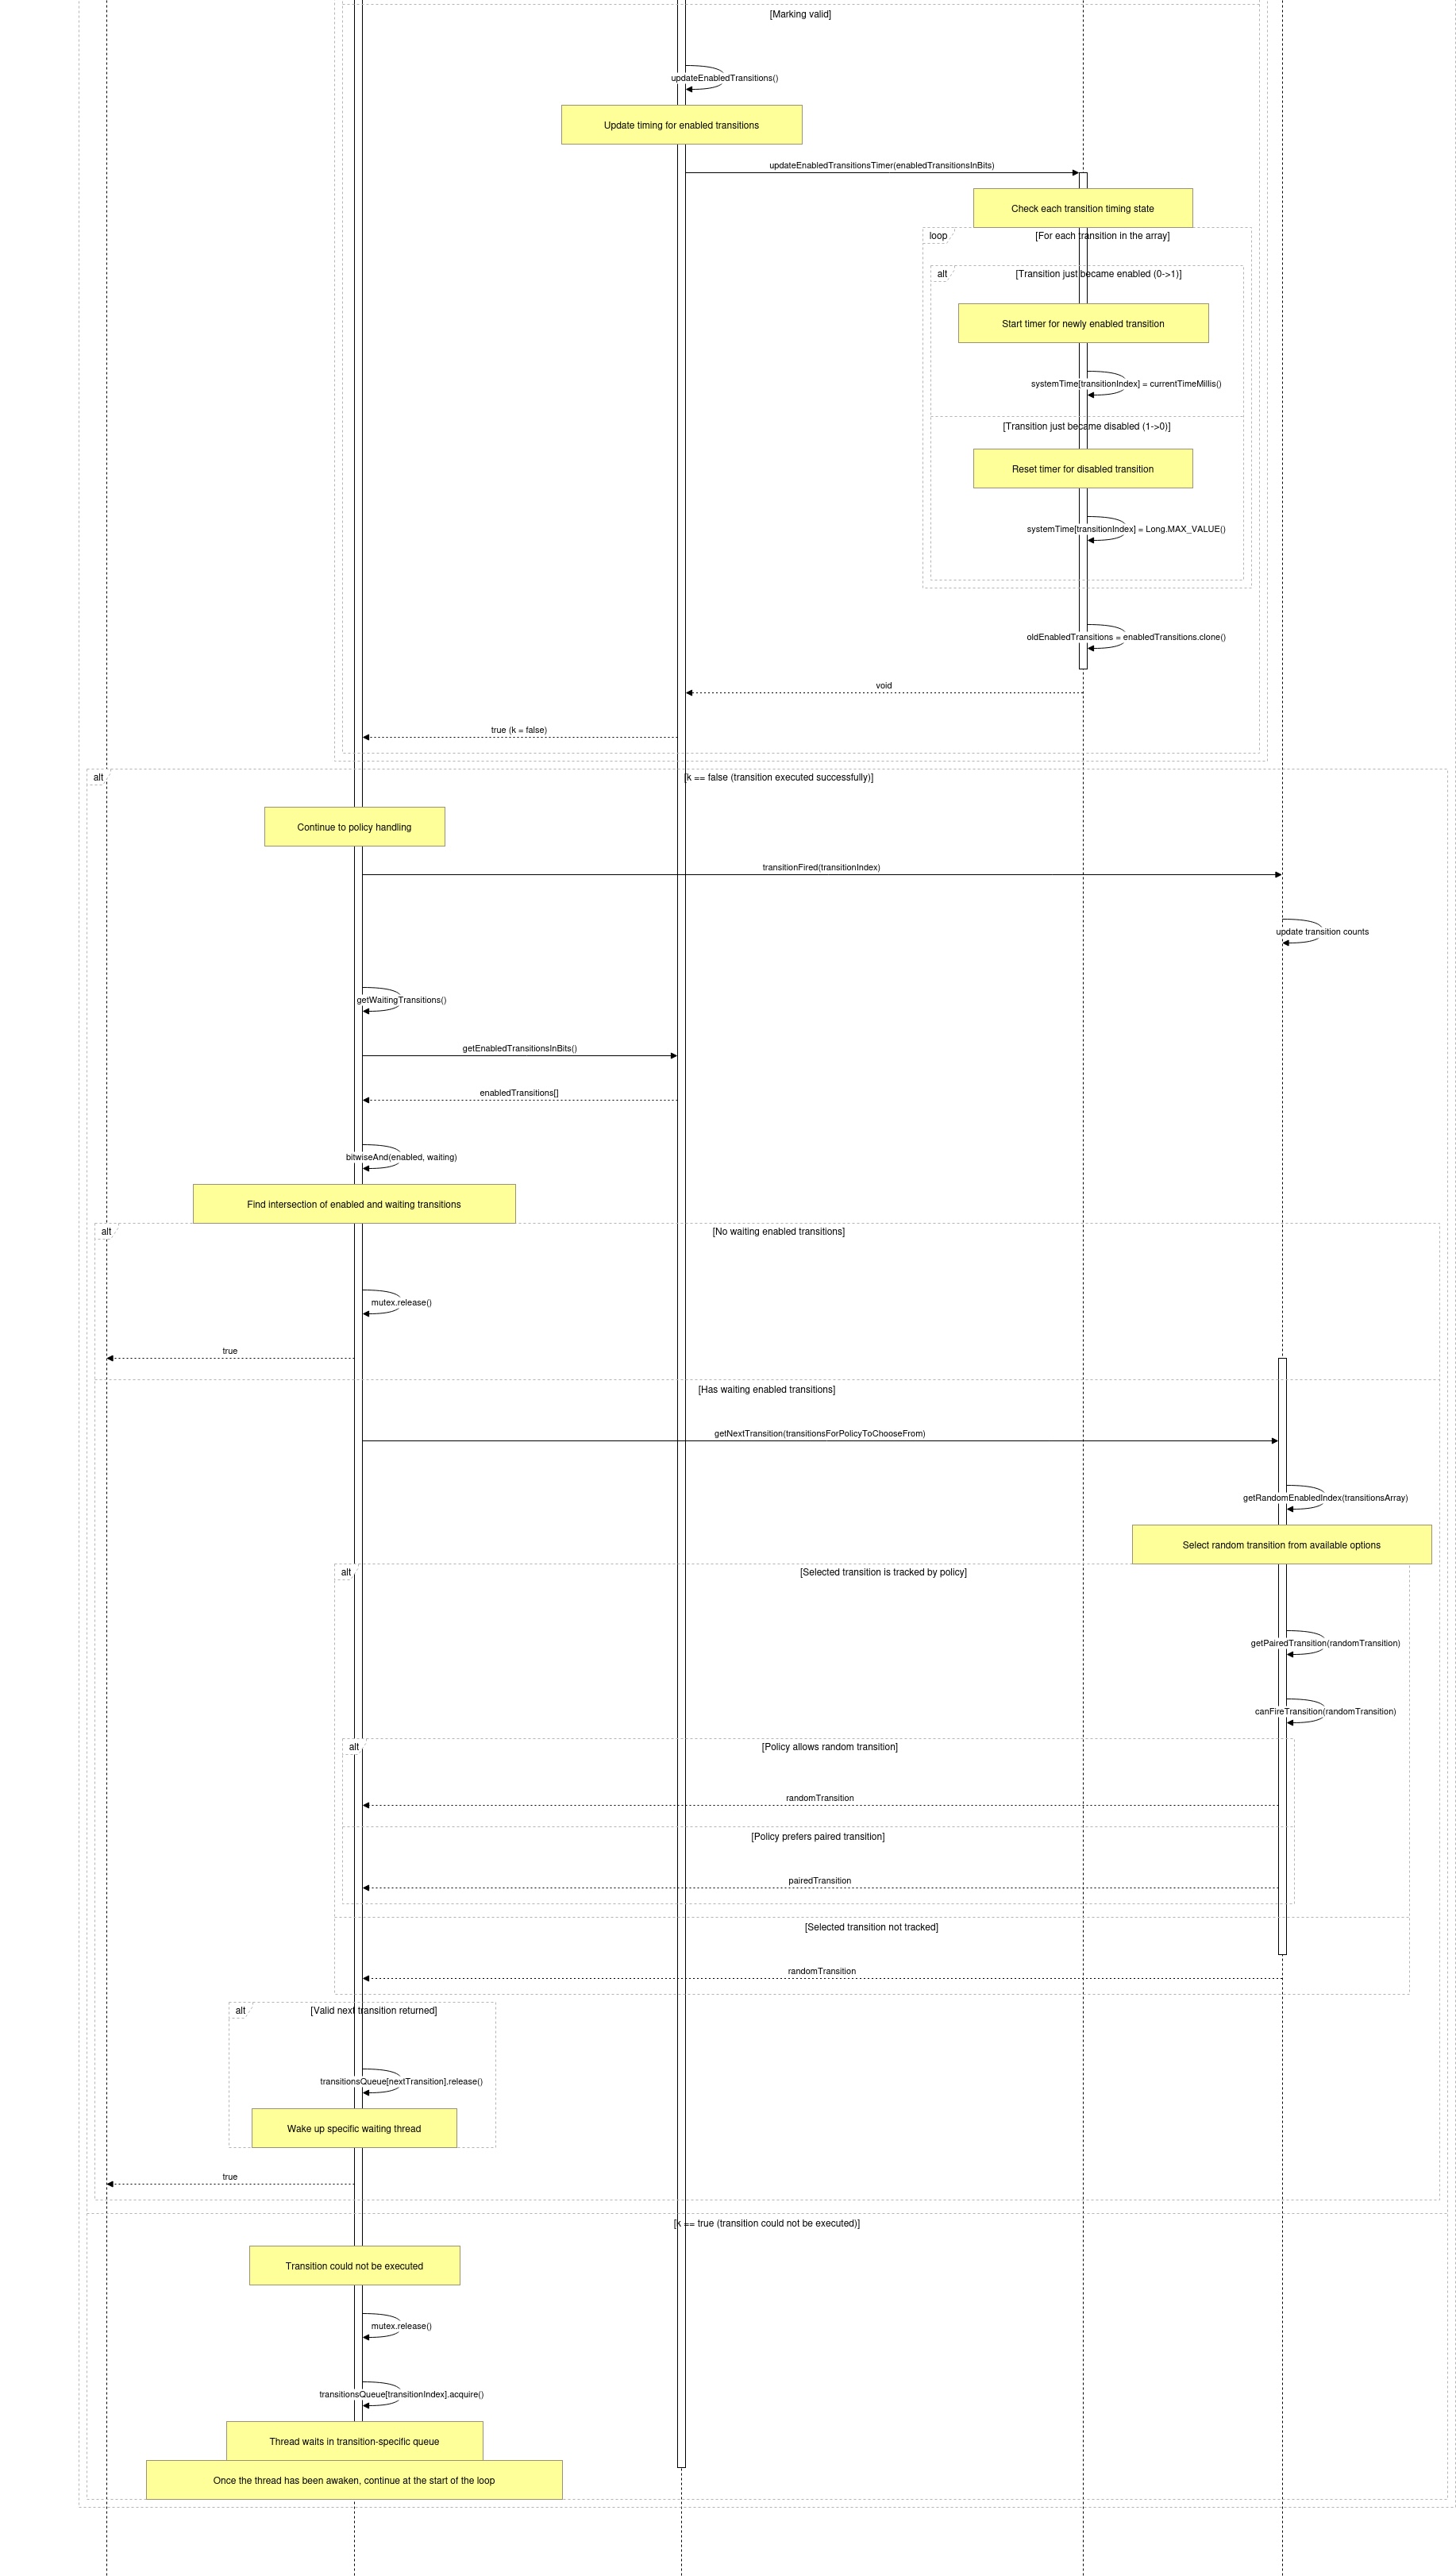 [Marking valid]
updateEnabledTransitions()
Update timing for enabled transitions
updateEnabledTransitionsTimer(enabledTransitionsInBits)
Check each transition timing state
loop
[For each transition in the array]
alt
[Transition just became enabled (0->1)]
Start timer for newly enabled transition
systemTime[transitionIndex] = currentTimeMillis()
[Transition just became disabled (1->0)]
Reset timer for disabled transition
systemTime[transitionIndex] = Long.MAX_VALUE()
oldEnabledTransitions = enabledTransitions.clone()
void
true (k = false)
alt
[k == false (transition executed successfully)]
Continue to policy handling
transitionFired(transitionIndex)
update transition counts
getWaitingTransitions()
getEnabledTransitionsInBits()
enabledTransitions[]
bitwiseAnd(enabled, waiting)
Find intersection of enabled and waiting transitions
alt
[No waiting enabled transitions]
mutex.release()
true
[Has waiting enabled transitions]
getNextTransition(transitionsForPolicyToChooseFrom)
getRandomEnabledIndex(transitionsArray)
Select random transition from available options
alt
[Selected transition is tracked by policy]
getPairedTransition(randomTransition)
canFireTransition(randomTransition)
alt
[Policy allows random transition]
randomTransition
[Policy prefers paired transition]
pairedTransition
[Selected transition not tracked]
randomTransition
alt
[Valid next transition returned]
transitionsQueue[nextTransition].release()
Wake up specific waiting thread
true
[k == true (transition could not be executed)]
Transition could not be executed
mutex.release()
transitionsQueue[transitionIndex].acquire()
Thread waits in transition-specific queue
Once the thread has been awaken, continue at the start of the loop